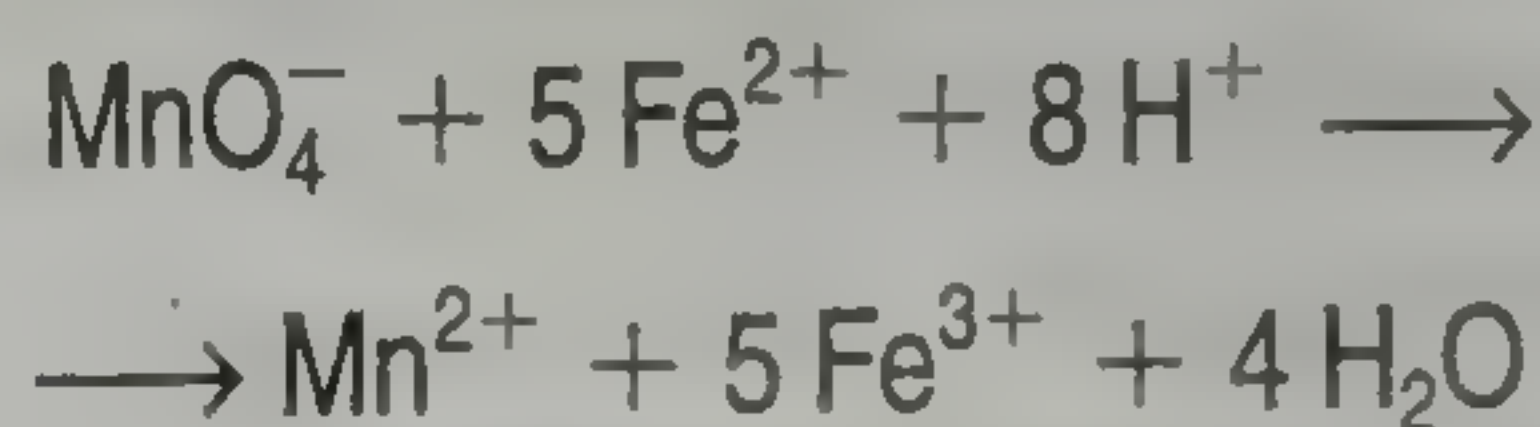 MnO₄⁻ + 5 Fe²⁺ + 8 H⁺ ⟶
⟶ Mn²⁺ + 5 Fe³⁺ + 4 H₂O